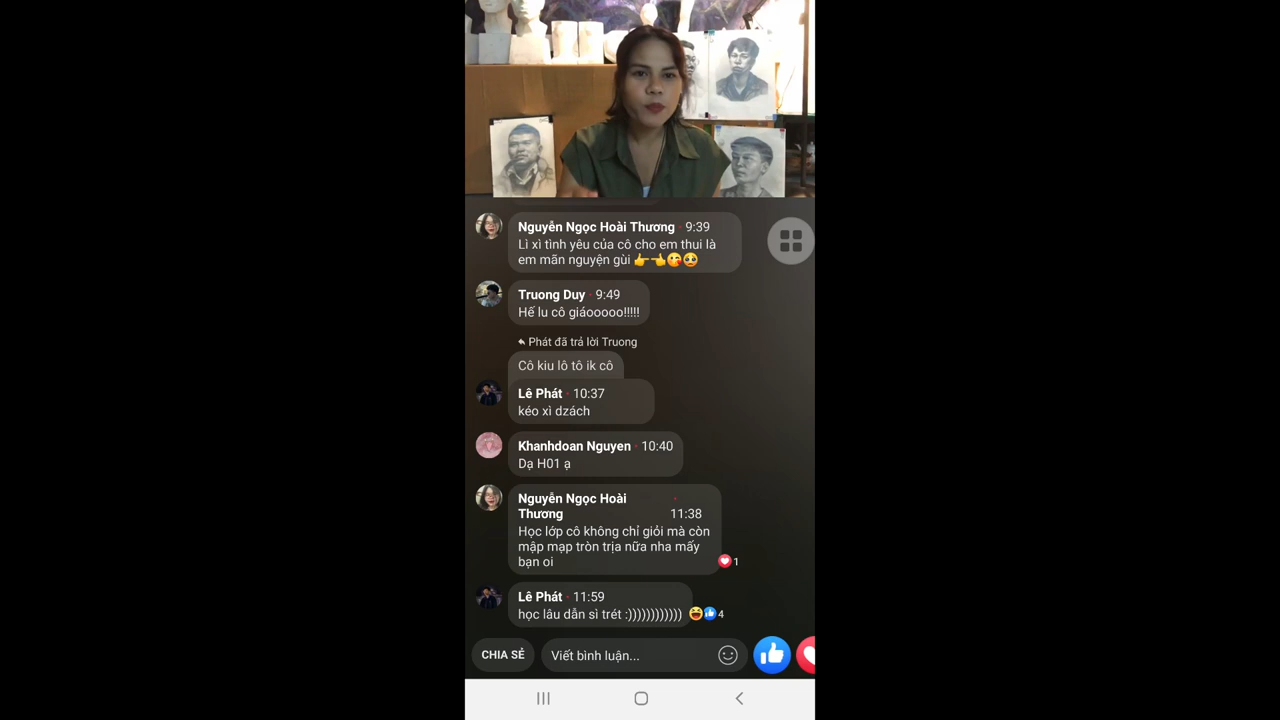 Nguyễn Ngọc Hoài Thương · 9:39
Lì xì tình yêu của cô cho em thui là
em mãn nguyện gùi 👉👈😘🥺
Truong Duy · 9:49
Hế lu cô giáooooo!!!!!
Phát đã trả lời Truong
Cô kiu lô tô ik cô
Lê Phát · 10:37
kéo xì dzách
Khanhdoan Nguyen · 10:40
Dạ H01 ạ
Nguyễn Ngọc Hoài
Thương · 11:38
Học lớp cô không chỉ giỏi mà còn
mập mạp tròn trịa nữa nha mấy
bạn oi
1
Lê Phát · 11:59
học lâu dẫn sì trét :)))))))))))) 4
CHIA SẺ
Viết bình luận...